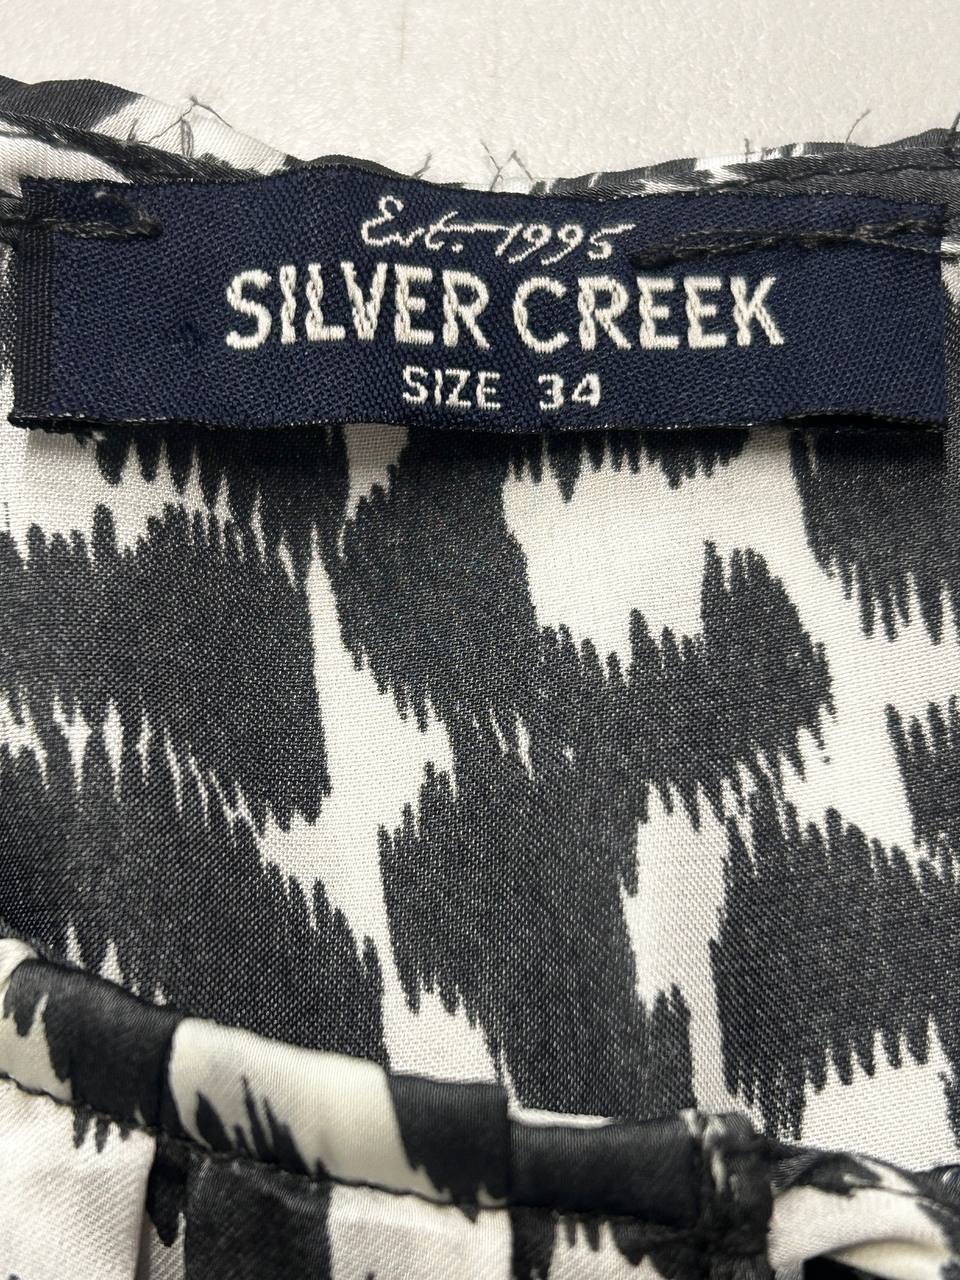 Est. 1995
SILVER CREEK
SIZE 34